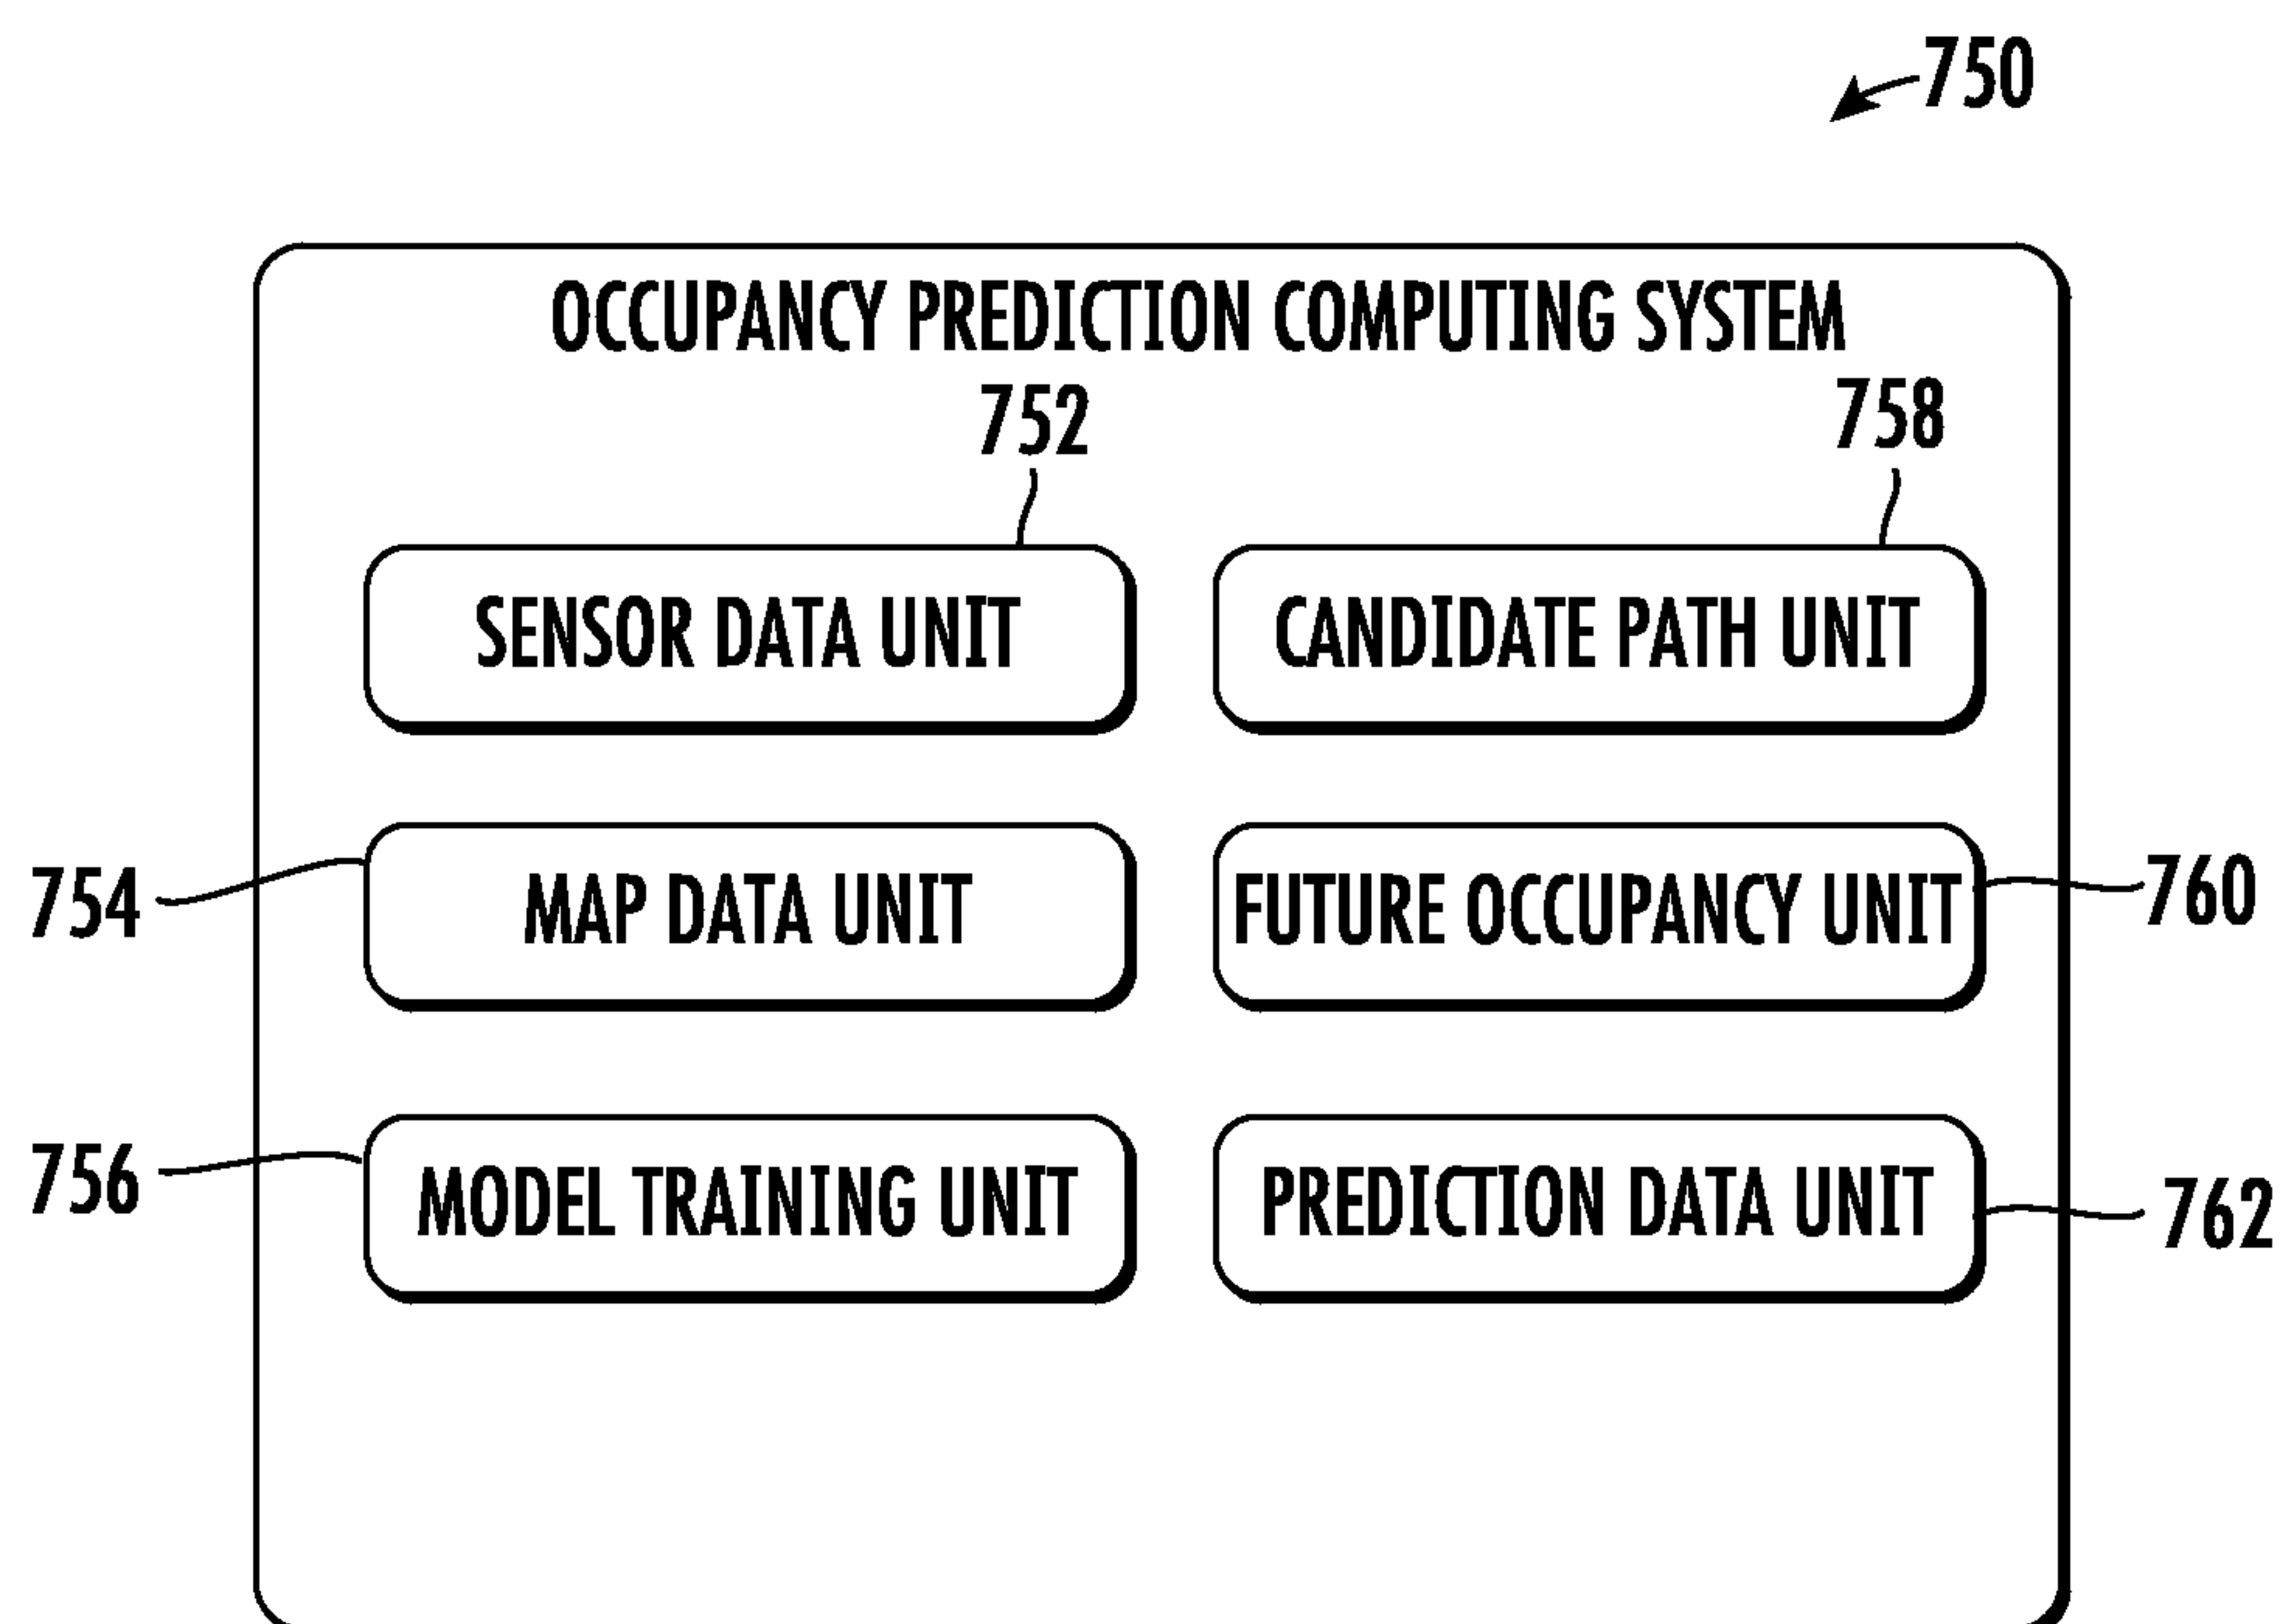 750
OCCUPANCY PREDICTION COMPUTING SYSTEM
752
758
SENSOR DATA UNIT
CANDIDATE PATH UNIT
754
MAP DATA UNIT
FUTURE OCCUPANCY UNIT
760
756
MODEL TRAINING UNIT
PREDICTION DATA UNIT
762